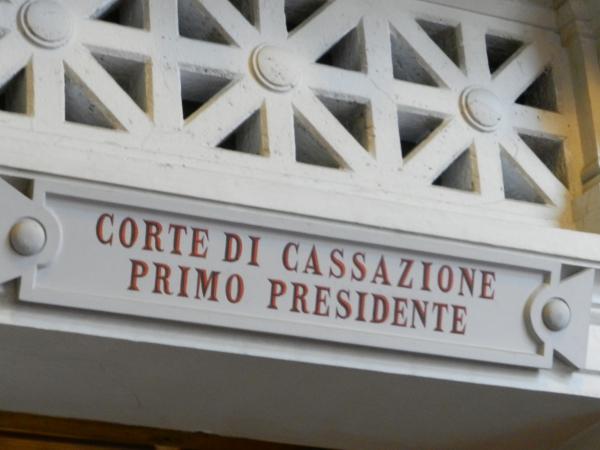 CORTE DI CASSAZIONE
PRIMO PRESIDENTE